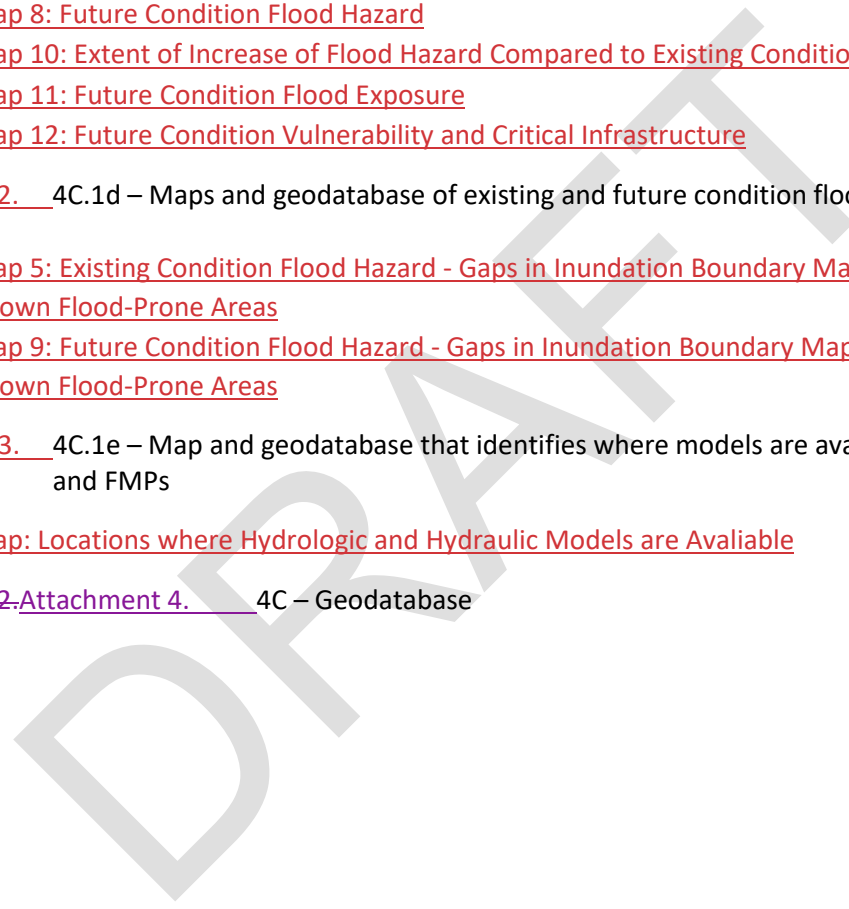 ap 8: Future Condition Flood Hazard
ap 10: Extent of Increase of Flood Hazard Compared to Existing Conditio
ap 11: Future Condition Flood Exposure
ap 12: Future Condition Vulnerability and Critical Infrastructure
2. 4C.1d – Maps and geodatabase of existing and future condition floo
ap 5: Existing Condition Flood Hazard - Gaps in Inundation Boundary Ma
own Flood-Prone Areas
ap 9: Future Condition Flood Hazard - Gaps in Inundation Boundary Map
own Flood-Prone Areas
3. 4C.1e – Map and geodatabase that identifies where models are ava
and FMPs
ap: Locations where Hydrologic and Hydraulic Models are Avaliable
2.Attachment 4. 4C – Geodatabase
DRAFT